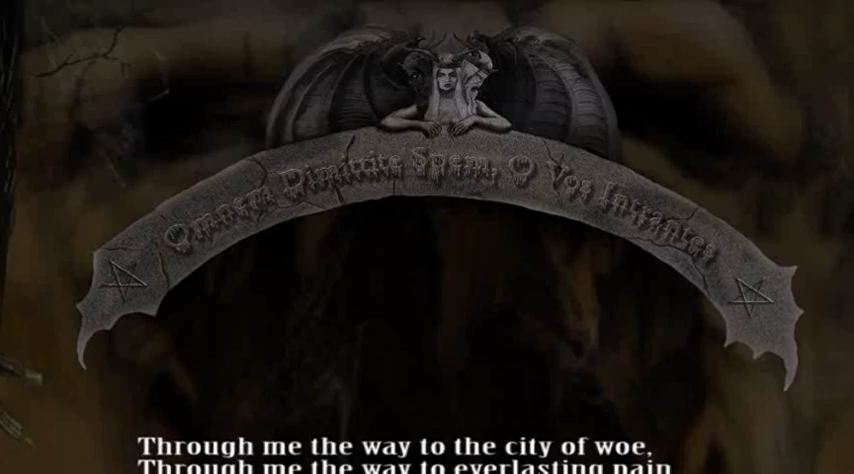 Omnem Dimittite Spem, O Vos Intrantes
Through me the way to the city of woe,
Through me the way to everlasting pain